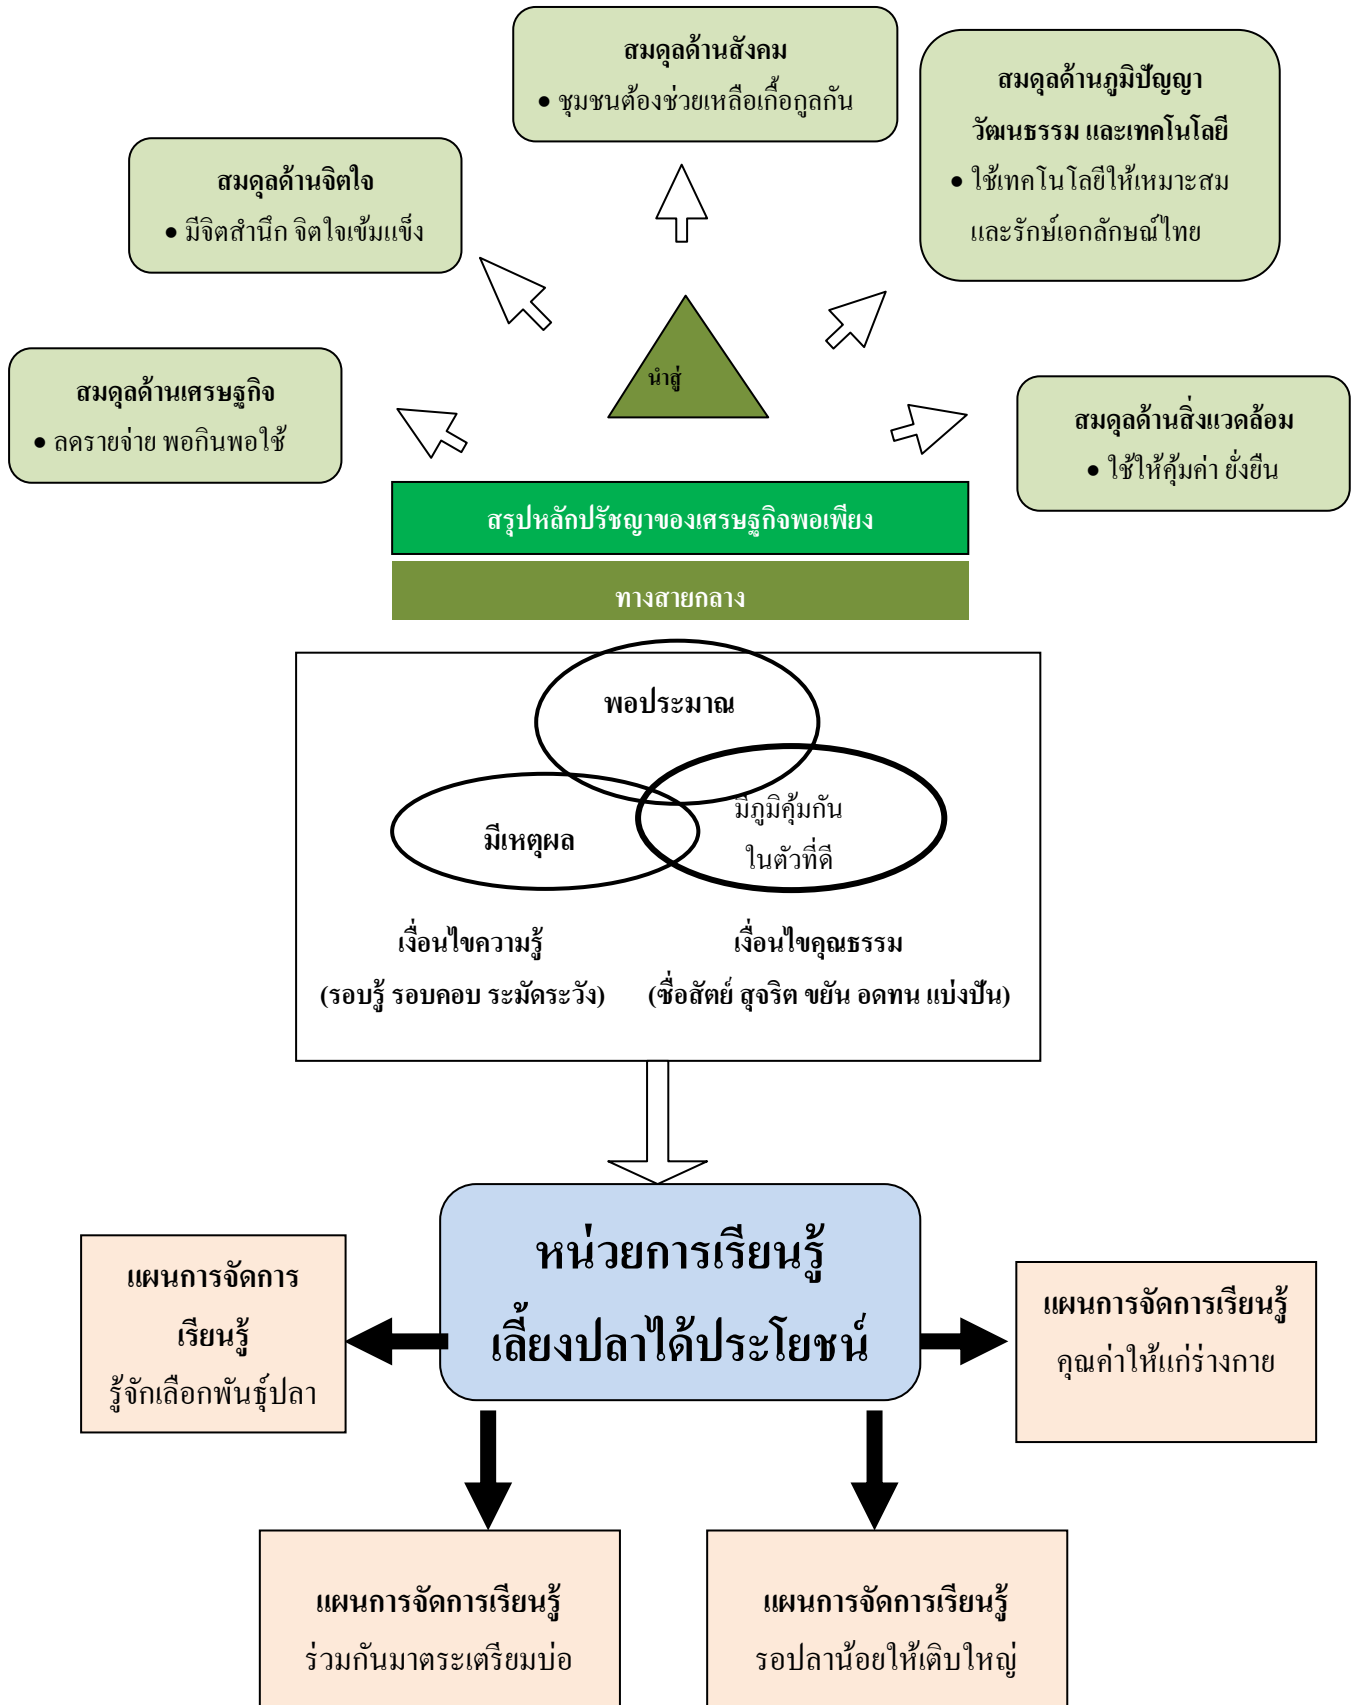 สมดุลด้านสังคม
• ชุมชนต้องช่วยเหลือเกื้อกูลกัน
สมดุลด้านภูมิปัญญา
วัฒนธรรม และเทคโนโลยี
• ใช้เทคโนโลยีให้เหมาะสม
และรักษ์เอกลักษณ์ไทย
สมดุลด้านจิตใจ
• มีจิตสำนึก จิตใจเข้มแข็ง
สมดุลด้านเศรษฐกิจ
• ลดรายจ่าย พอกินพอใช้
นำสู่
สมดุลด้านสิ่งแวดล้อม
• ใช้ให้คุ้มค่า ยั่งยืน
สรุปหลักปรัชญาของเศรษฐกิจพอเพียง
ทางสายกลาง
พอประมาณ
มีเหตุผล
มีภูมิคุ้มกัน
ในตัวที่ดี
เงื่อนไขความรู้
(รอบรู้ รอบคอบ ระมัดระวัง)
เงื่อนไขคุณธรรม
(ซื่อสัตย์ สุจริต ขยัน อดทน แบ่งปัน)
หน่วยการเรียนรู้
เลี้ยงปลาได้ประโยชน์
แผนการจัดการ
เรียนรู้
รู้จักเลือกพันธุ์ปลา
แผนการจัดการเรียนรู้
คุณค่าให้แก่ร่างกาย
แผนการจัดการเรียนรู้
ร่วมกันมาตระเตรียมบ่อ
แผนการจัดการเรียนรู้
รอปลาน้อยให้เติบใหญ่